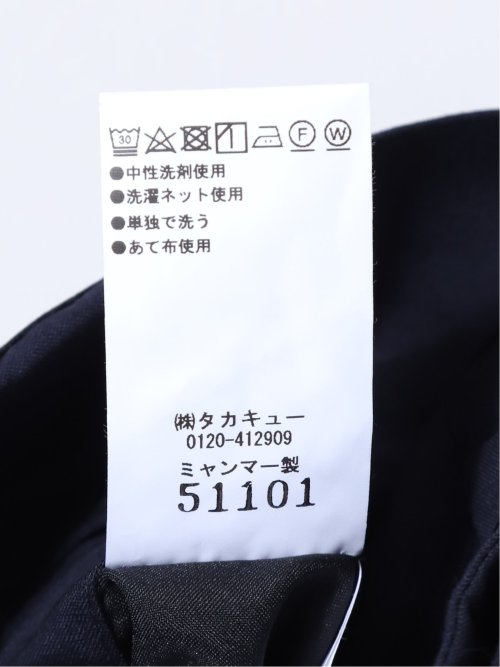 30 F W
●中性洗剤使用
●洗濯ネット使用
●単独で洗う
●あて布使用
㈱タカキュー
0120-412909
ミャンマー製
51101